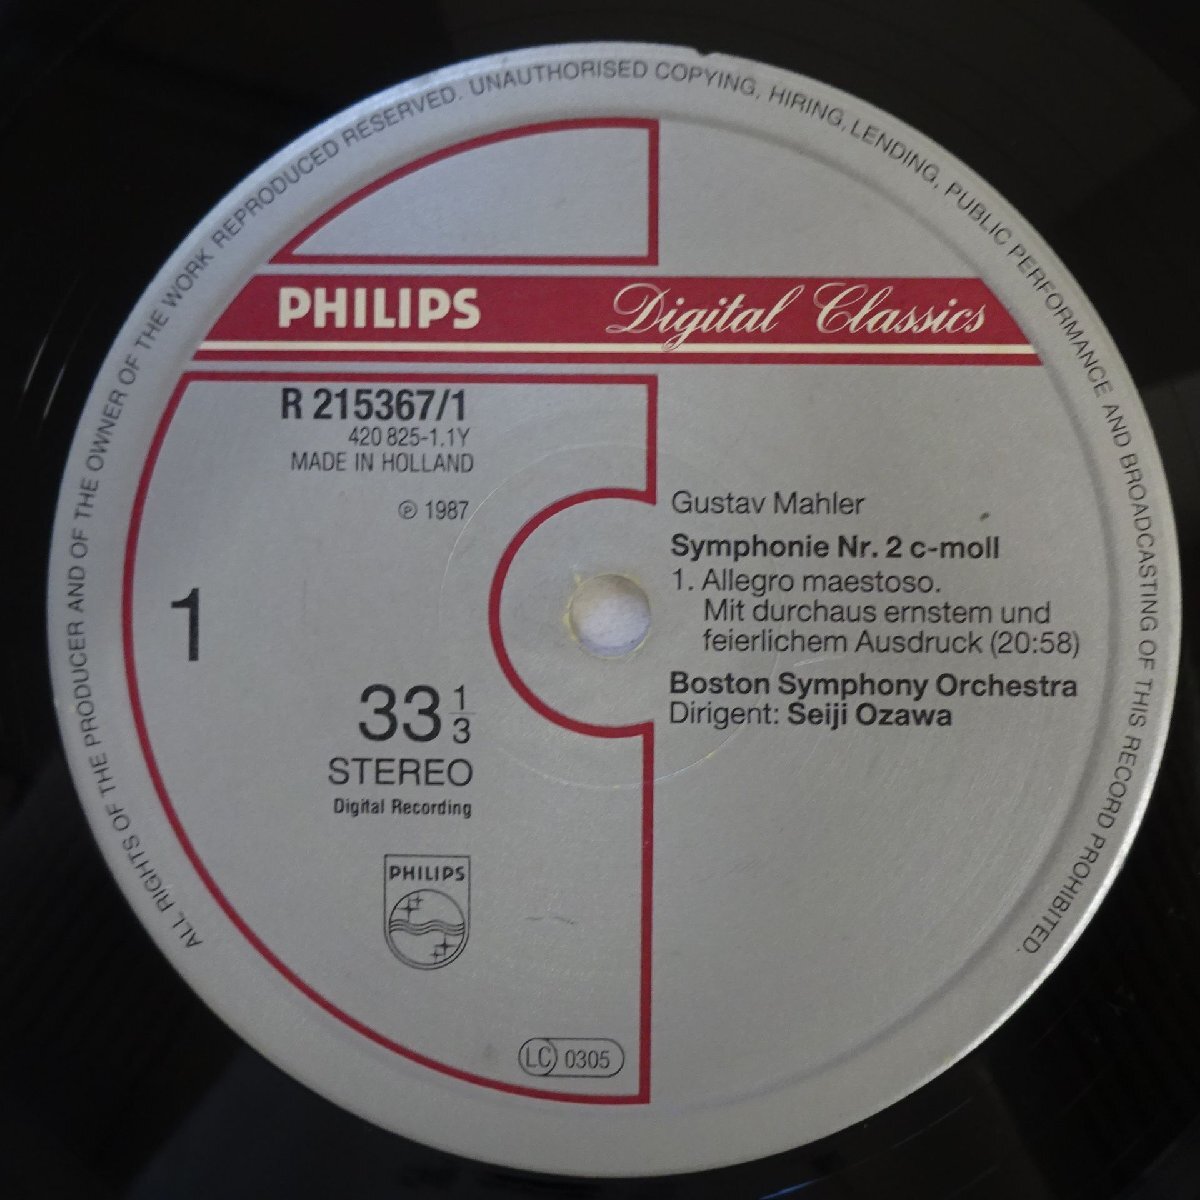 ALL RIGHTS OF THE PRODUCER AND OF THE OWNER OF THE WORK REPRODUCED RESERVED. UNAUTHORISED COPYING, HIRING, LENDING, PUBLIC PERFORMANCE AND BROADCASTING OF THIS RECORD PROHIBITED.
PHILIPS Digital Classics
R 215367/1
420 825-1.1Y
MADE IN HOLLAND
℗ 1987
1
33 1/3
STEREO
Digital Recording
PHILIPS
LC 0305
Gustav Mahler
Symphonie Nr. 2 c-moll
1. Allegro maestoso.
Mit durchaus ernstem und
feierlichem Ausdruck (20:58)
Boston Symphony Orchestra
Dirigent: Seiji Ozawa